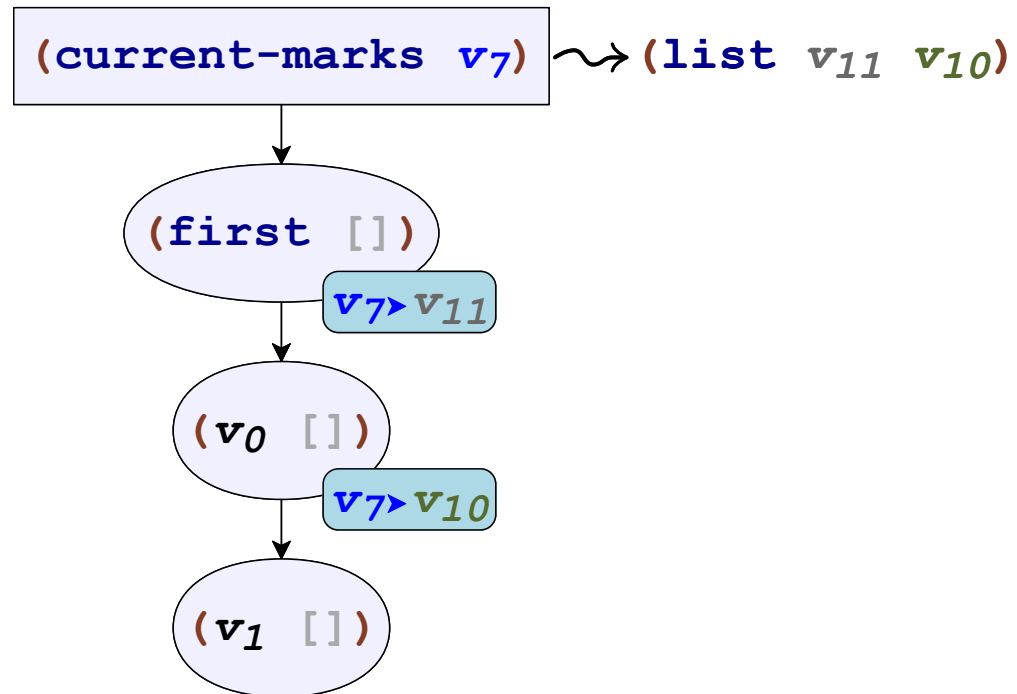 (current-marks v7) (list v11 v10)
(first [])
v7➤v11
(v0 [])
v7➤v10
(v1 [])